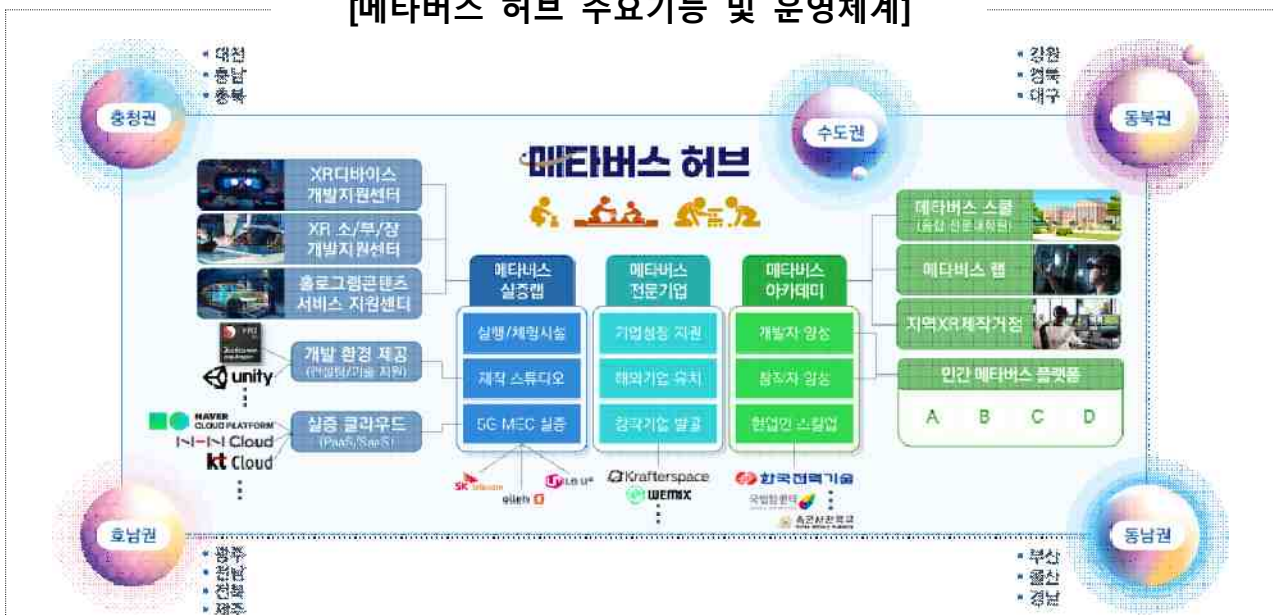 [메타버스 허브 주요기능 및 운영체계]
대전
충남
충북
충청권
수도권
강원
경북
대구
동북권
메타버스 허브
XR디바이스
개발지원센터
XR 소/부/장
개발지원센터
홀로그램콘텐츠
서비스 지원센터
개발 환경 제공
(컨설팅/기술 지원)
unity
실증 클라우드
(PaaS/SaaS)
NAVER
CLOUD PLATFORM
Cloud
kt Cloud
메타버스
실증랩
실행/체험시설
제작 스튜디오
5G MEC 실증
SK telecom
olleh kt
LG U+
메타버스
전문기업
기업성장 지원
해외기업 유치
창작기업 발굴
Krafterspace
WEMIX
메타버스
아카데미
개발자 양성
창작자 양성
현업인 스킬업
한국전력기술
국립암센터
육군사관학교
메타버스 스쿨
(융합 전문대학원)
메타버스 랩
지역XR제작거점
민간 메타버스 플랫폼
A B C D
호남권
광주
전남
전북
제주
부산
울산
경남
동남권